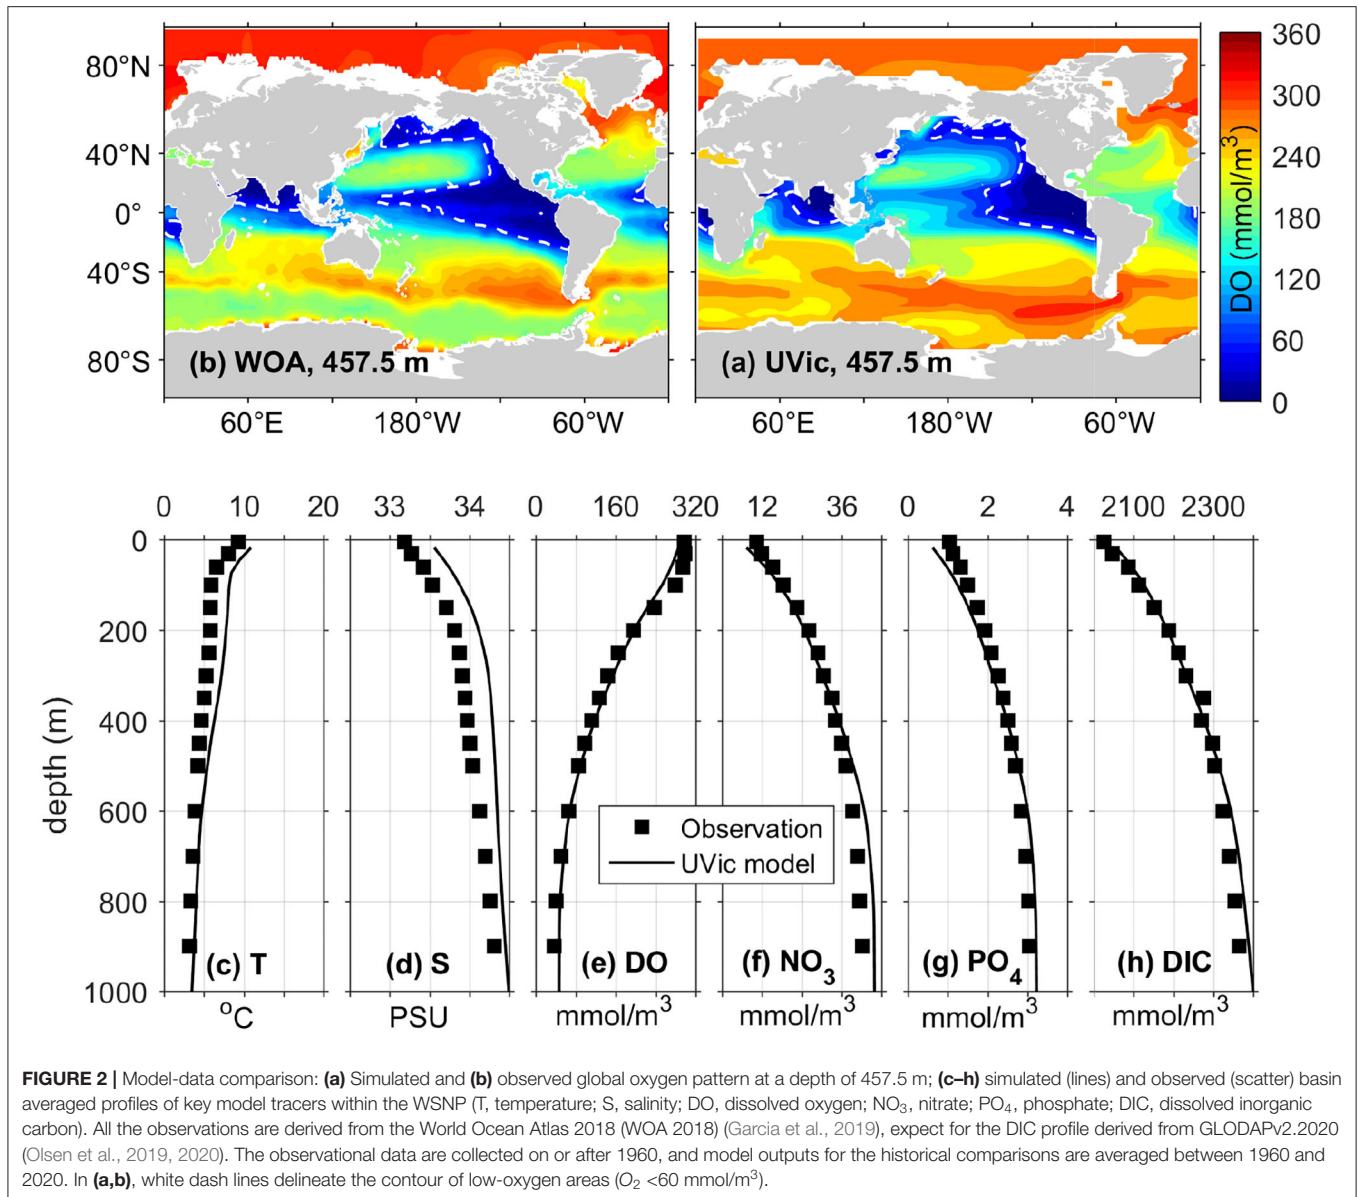 80°N
40°N
0°
40°S
80°S
(b) WOA, 457.5 m
(a) UVic, 457.5 m
60°E 180°W 60°W
60°E 180°W 60°W
360
300
240
180
120
60
0
DO (mmol/m³)
0 10 20
33 34
0 160 320
12 36
0 2 4
2100 2300
0
200
400
600
800
1000
depth (m)
Observation
UVic model
(c) T
(d) S
(e) DO
(f) NO₃
(g) PO₄
(h) DIC
°C
PSU
mmol/m³
mmol/m³
mmol/m³
mmol/m³
FIGURE 2 | Model-data comparison: (a) Simulated and (b) observed global oxygen pattern at a depth of 457.5 m; (c–h) simulated (lines) and observed (scatter) basin
averaged profiles of key model tracers within the WSNP (T, temperature; S, salinity; DO, dissolved oxygen; NO₃, nitrate; PO₄, phosphate; DIC, dissolved inorganic
carbon). All the observations are derived from the World Ocean Atlas 2018 (WOA 2018) (Garcia et al., 2019), expect for the DIC profile derived from GLODAPv2.2020
(Olsen et al., 2019, 2020). The observational data are collected on or after 1960, and model outputs for the historical comparisons are averaged between 1960 and
2020. In (a,b), white dash lines delineate the contour of low-oxygen areas (O₂ <60 mmol/m³).